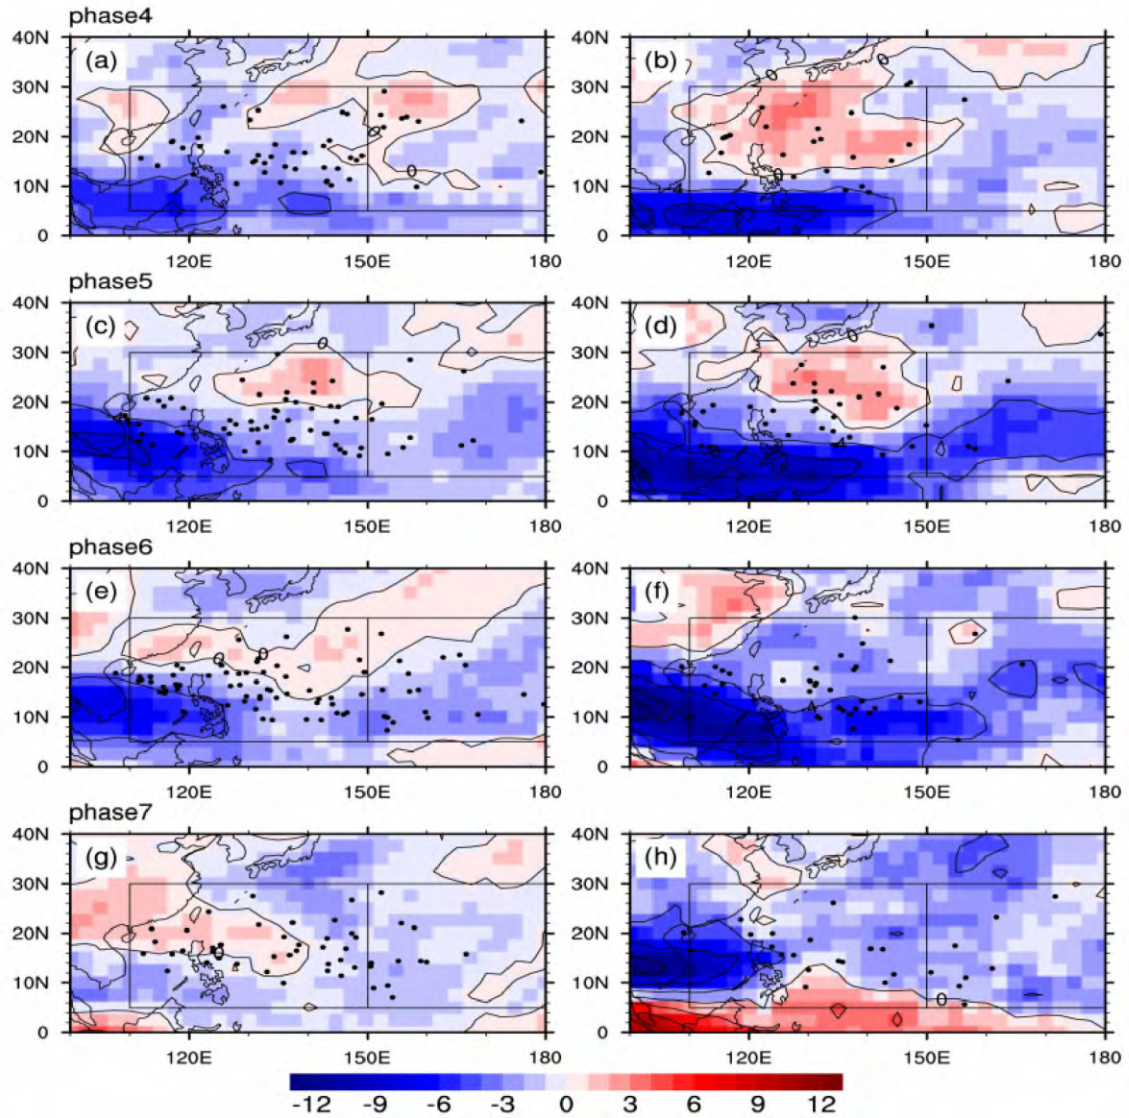 phase4
40N (a) (b) 40N
30N 30N
20N 20N
10N 10N
0 0
120E 150E 180 120E 150E 180
phase5
40N (c) (d) 40N
30N 30N
20N 20N
10N 10N
0 0
120E 150E 180 120E 150E 180
phase6
40N (e) (f) 40N
30N 30N
20N 20N
10N 10N
0 0
120E 150E 180 120E 150E 180
phase7
40N (g) (h) 40N
30N 30N
20N 20N
10N 10N
0 0
120E 150E 180 120E 150E 180
-12 -9 -6 -3 0 3 6 9 12